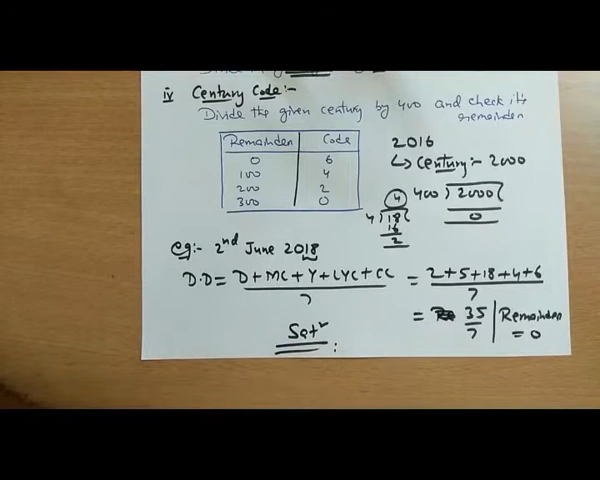 iv Century Code:-
Divide the given century by 400 and check it's
remainder
Remainder Code
0 6
100 4
200 2
300 0
2016
↳ Century:- 2000
400 ) 2000 (
0
4
4 ) 18 (
16
2
eg:- 2nd June 2018
D.D = D + MC + Y + LYC + CC / 7 = 2+5+18+4+6 / 7
= 35 / 7 | Remainder = 0
Satr